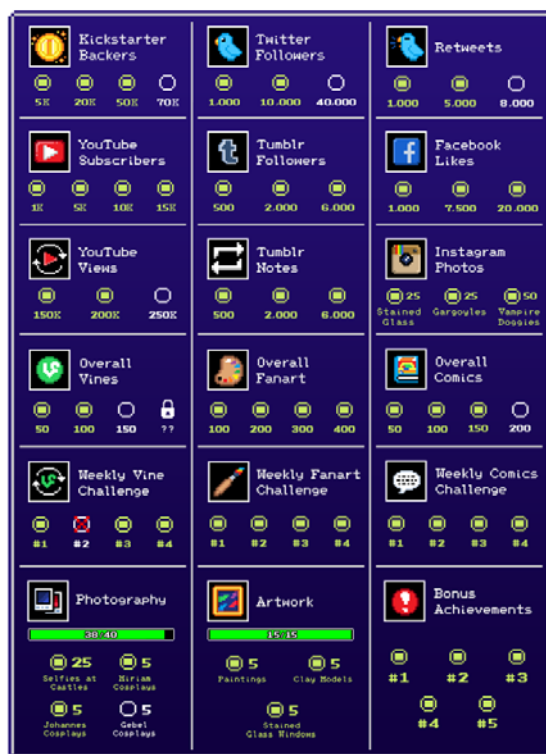 Kickstarter
Backers
5K 20K 50K 70K
Twitter
Followers
1.000 10.000 40.000
Retweets
1.000 5.000 8.000
YouTube
Subscribers
1K 5K 10K 15K
Tumblr
Followers
500 2.000 6.000
Facebook
Likes
1.000 7.500 20.000
YouTube
Views
150K 200K 250K
Tumblr
Notes
500 2.000 6.000
Instagram
Photos
25 25 50
Stained Gargoyles Vampire
Glass Doggies
Overall
Vines
50 100 150 ??
Overall
Fanart
100 200 300 400
Overall
Comics
50 100 150 200
Weekly Vine
Challenge
#1 #2 #3 #4
Weekly Fanart
Challenge
#1 #2 #3 #4
Weekly Comics
Challenge
#1 #2 #3 #4
Photography
38/40
25 5
Selfies at Miriam
Castles Cosplays
5 5
Johannes Gebel
Cosplays Cosplays
Artwork
15/15
5 5
Paintings Clay Models
5
Stained
Glass Windows
Bonus
Achievements
#1 #2 #3
#4 #5